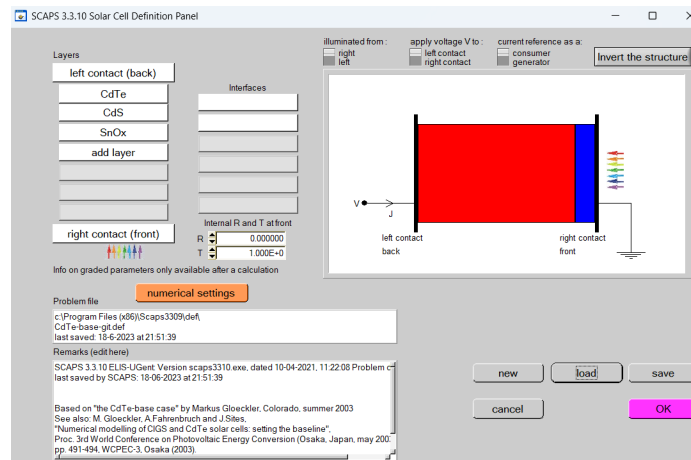 SCAPS 3.3.10 Solar Cell Definition Panel
illuminated from :
apply voltage V to :
current reference as a:
right
left
left contact
right contact
consumer
generator
Invert the structure
Layers
left contact (back)
CdTe
CdS
SnOx
add layer
right contact (front)
Interfaces
Internal R and T at front
R 0.000000
T 1.000E+0
Info on graded parameters only available after a calculation
V
J
left contact
back
right contact
front
numerical settings
Problem file
c:\Program Files (x86)\Scaps3309\def\
CdTe-base-git.def
last saved: 18-6-2023 at 21:51:39
Remarks (edit here)
SCAPS 3.3.10 ELIS-UGent: Version scaps3310.exe, dated 10-04-2021, 11:22:08 Problem
last saved by SCAPS: 18-06-2023 at 21:51:39
Based on "the CdTe-base case" by Markus Gloeckler, Colorado, summer 2003
See also: M. Gloeckler, A.Fahrenbruch and J.Sites,
"Numerical modelling of CIGS and CdTe solar cells: setting the baseline",
Proc. 3rd World Conference on Photovoltaic Energy Conversion (Osaka, Japan, may 200
pp. 491-494, WCPEC-3, Osaka (2003).
new
load
save
cancel
OK